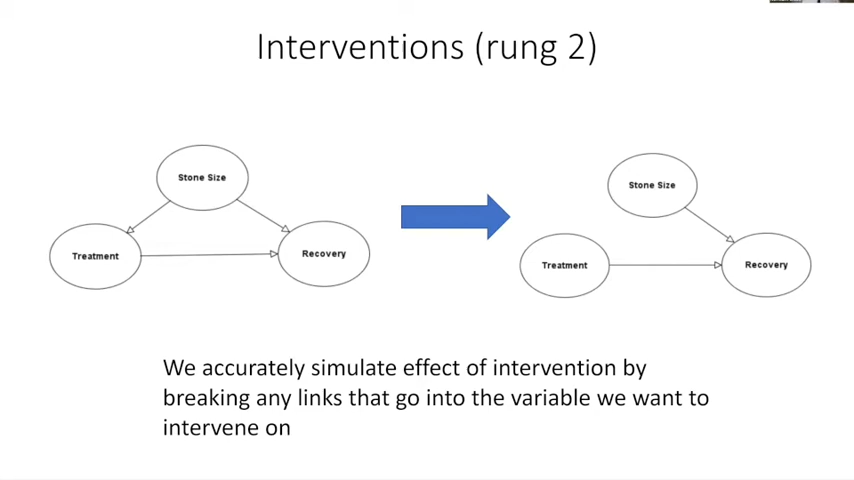 Interventions (rung 2)
Stone Size
Treatment
Recovery
Stone Size
Treatment
Recovery
We accurately simulate effect of intervention by
breaking any links that go into the variable we want to
intervene on